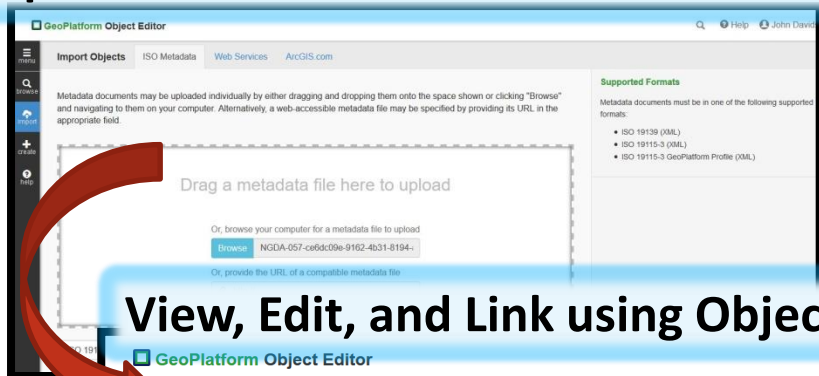 GeoPlatform Object Editor
Help John Davids
menu
Import Objects ISO Metadata Web Services ArcGIS.com
browse
Metadata documents may be uploaded individually by either dragging and dropping them onto the space shown or clicking "Browse"
and navigating to them on your computer. Alternatively, a web-accessible metadata file may be specified by providing its URL in the
appropriate field.
Supported Formats
Metadata documents must be in one of the following supported
formats:
• ISO 19139 (XML)
• ISO 19115-3 (XML)
• ISO 19115-3 GeoPlatform Profile (XML)
import
create
help
Drag a metadata file here to upload
Or, browse your computer for a metadata file to upload
Browse NGDA-057-ce6dc09e-9162-4b31-8194-
Or, provide the URL of a compatible metadata file
View, Edit, and Link using Objec
ISO 191
GeoPlatform Object Editor